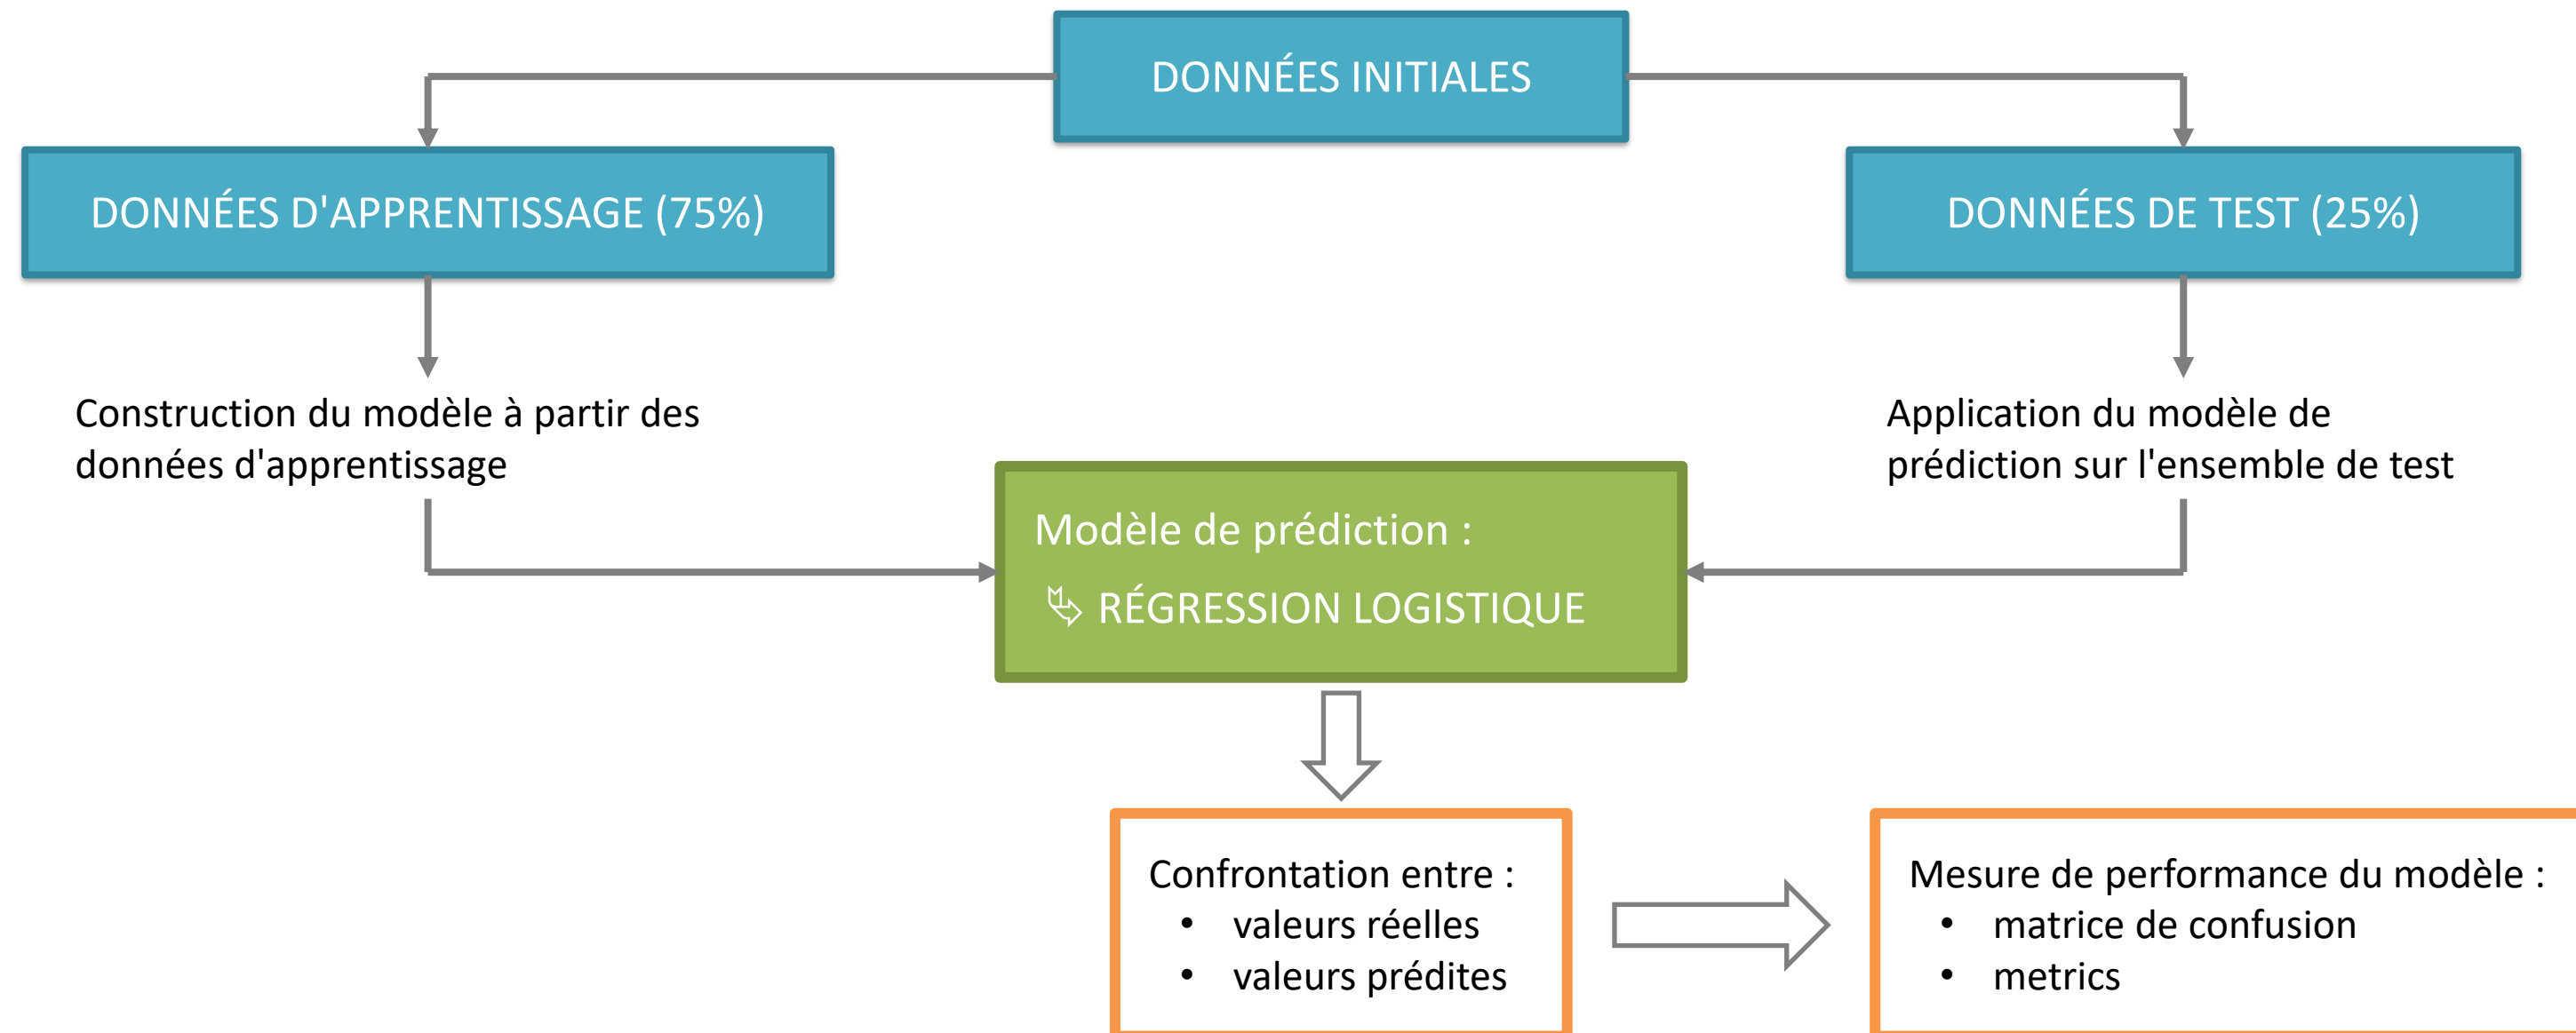 DONNÉES INITIALES
DONNÉES D'APPRENTISSAGE (75%)
DONNÉES DE TEST (25%)
Construction du modèle à partir des
données d'apprentissage
Application du modèle de
prédiction sur l'ensemble de test
Modèle de prédiction :
RÉGRESSION LOGISTIQUE
Confrontation entre :
• valeurs réelles
• valeurs prédites
Mesure de performance du modèle :
• matrice de confusion
• metrics